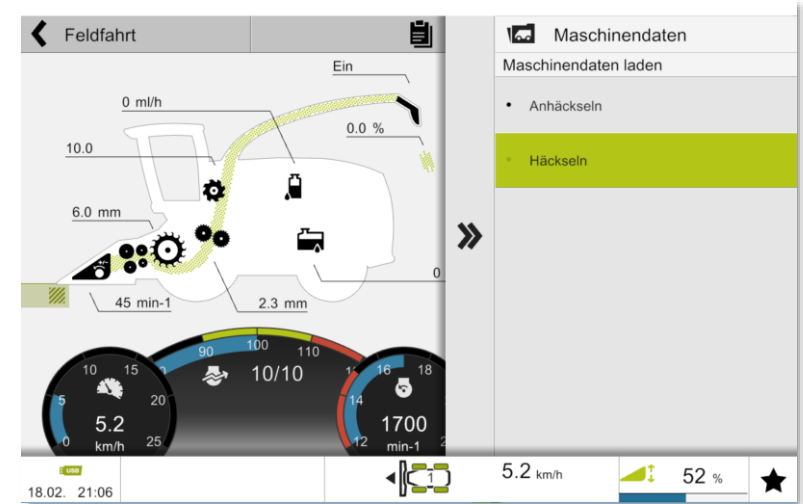 Feldfahrt
Maschinendaten
Maschinendaten laden
Anhäckseln
Häckseln
Ein
0 ml/h
0.0 %
10.0
6.0 mm
0
45 min-1
2.3 mm
90 100 110
10/10
5 10 15 20 25 0
5.2
km/h
12 14 16 18
1700
min-1
USB
18.02. 21:06
1
5.2 km/h
52 %